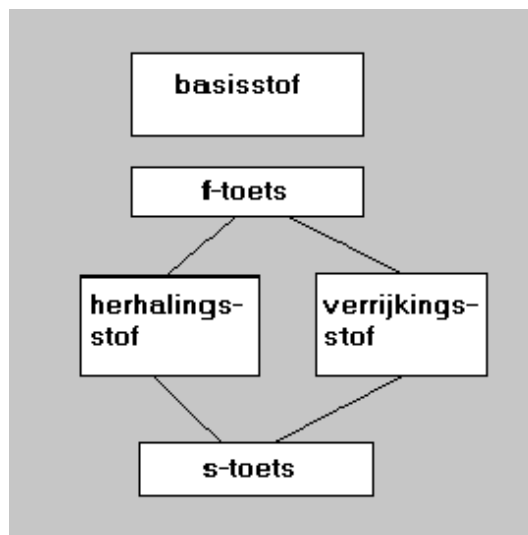 basisstof
f-toets
herhalings-
stof
verrijkings-
stof
s-toets